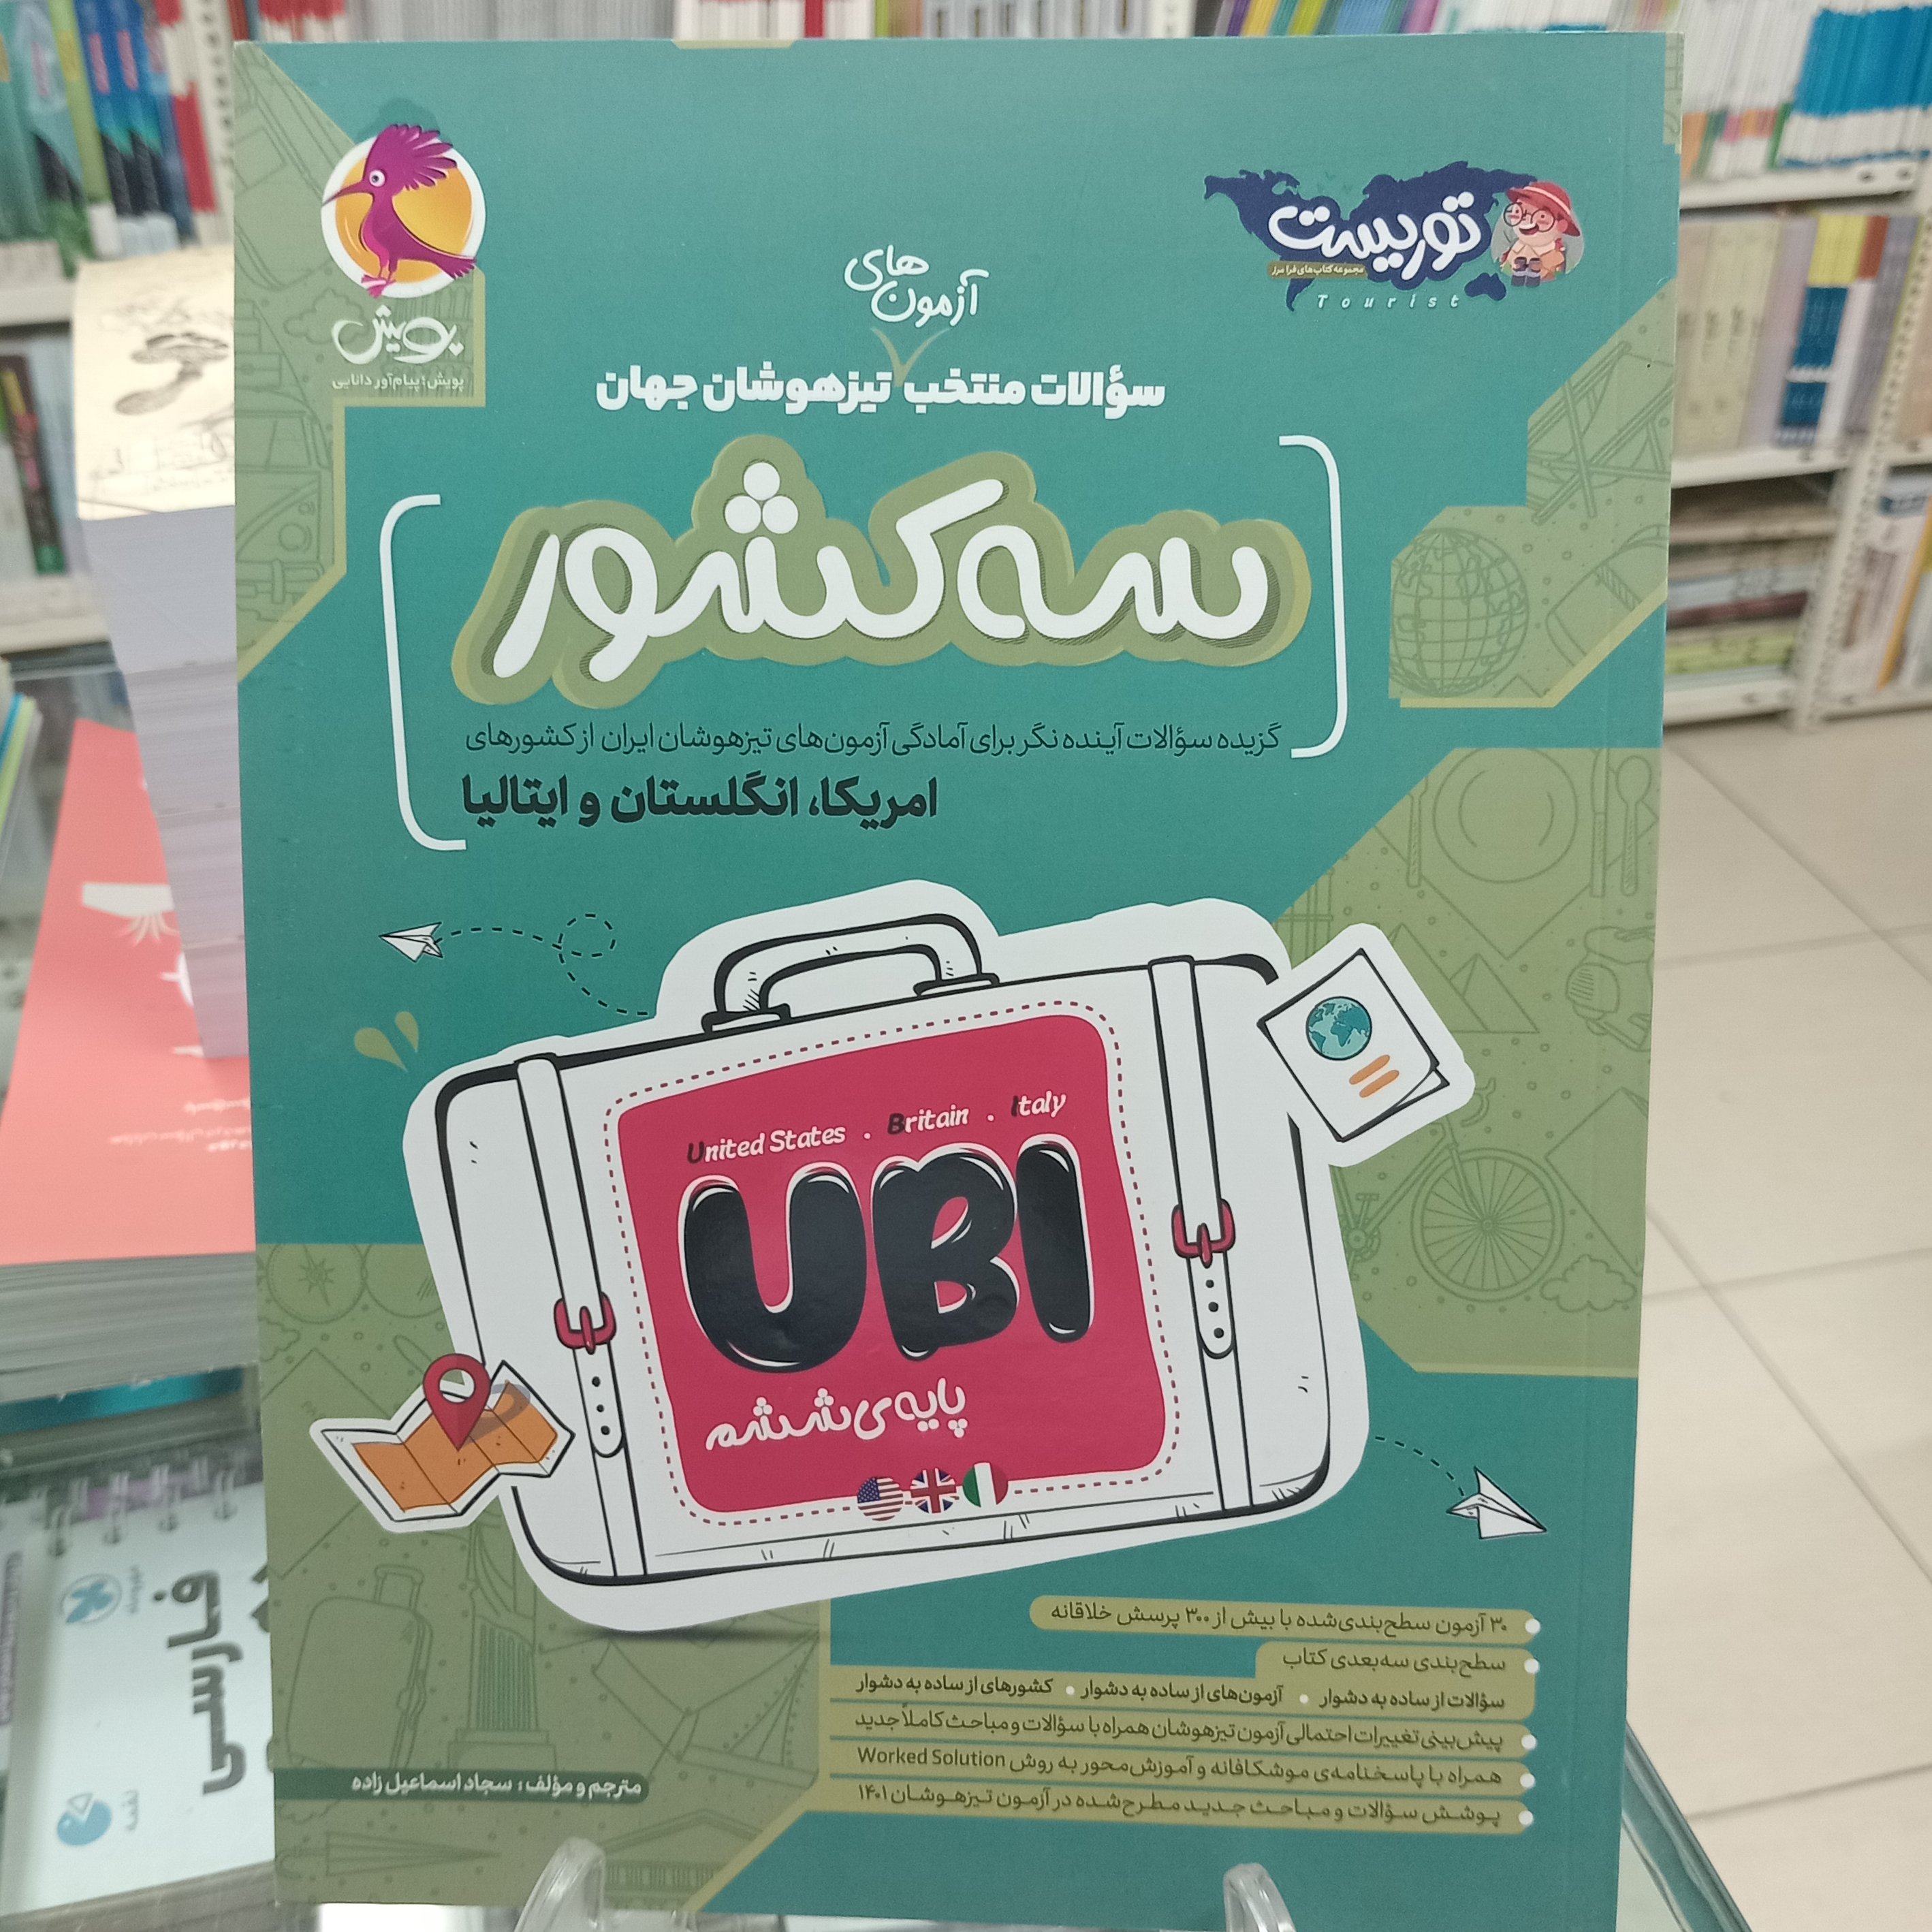 توریست
مجموعه کتاب‌های فرا مرز
Tourist
پویش
پویش؛ پیام‌آور دانایی
آزمون‌های
سؤالات منتخب تیزهوشان جهان
سه کشور
گزیده سؤالات آینده نگر برای آمادگی آزمون‌های تیزهوشان ایران از کشورهای
امریکا، انگلستان و ایتالیا
United States . Britain . Italy
UBI
پایه‌ی ششم
۳۰ آزمون سطح‌بندی‌شده با بیش از ۳۰۰ پرسش خلاقانه
سطح‌بندی سه‌بعدی کتاب
سؤالات از ساده به دشوار • آزمون‌های از ساده به دشوار • کشورهای از ساده به دشوار
پیش‌بینی تغییرات احتمالی آزمون تیزهوشان همراه با سؤالات و مباحث کاملاً جدید
همراه با پاسخنامه‌ی موشکافانه و آموزش‌محور به روش Worked Solution
پوشش سؤالات و مباحث جدید مطرح‌شده در آزمون تیزهوشان ۱۴۰۱
مترجم و مؤلف: سجاد اسماعیل زاده
فارسی
لقمه